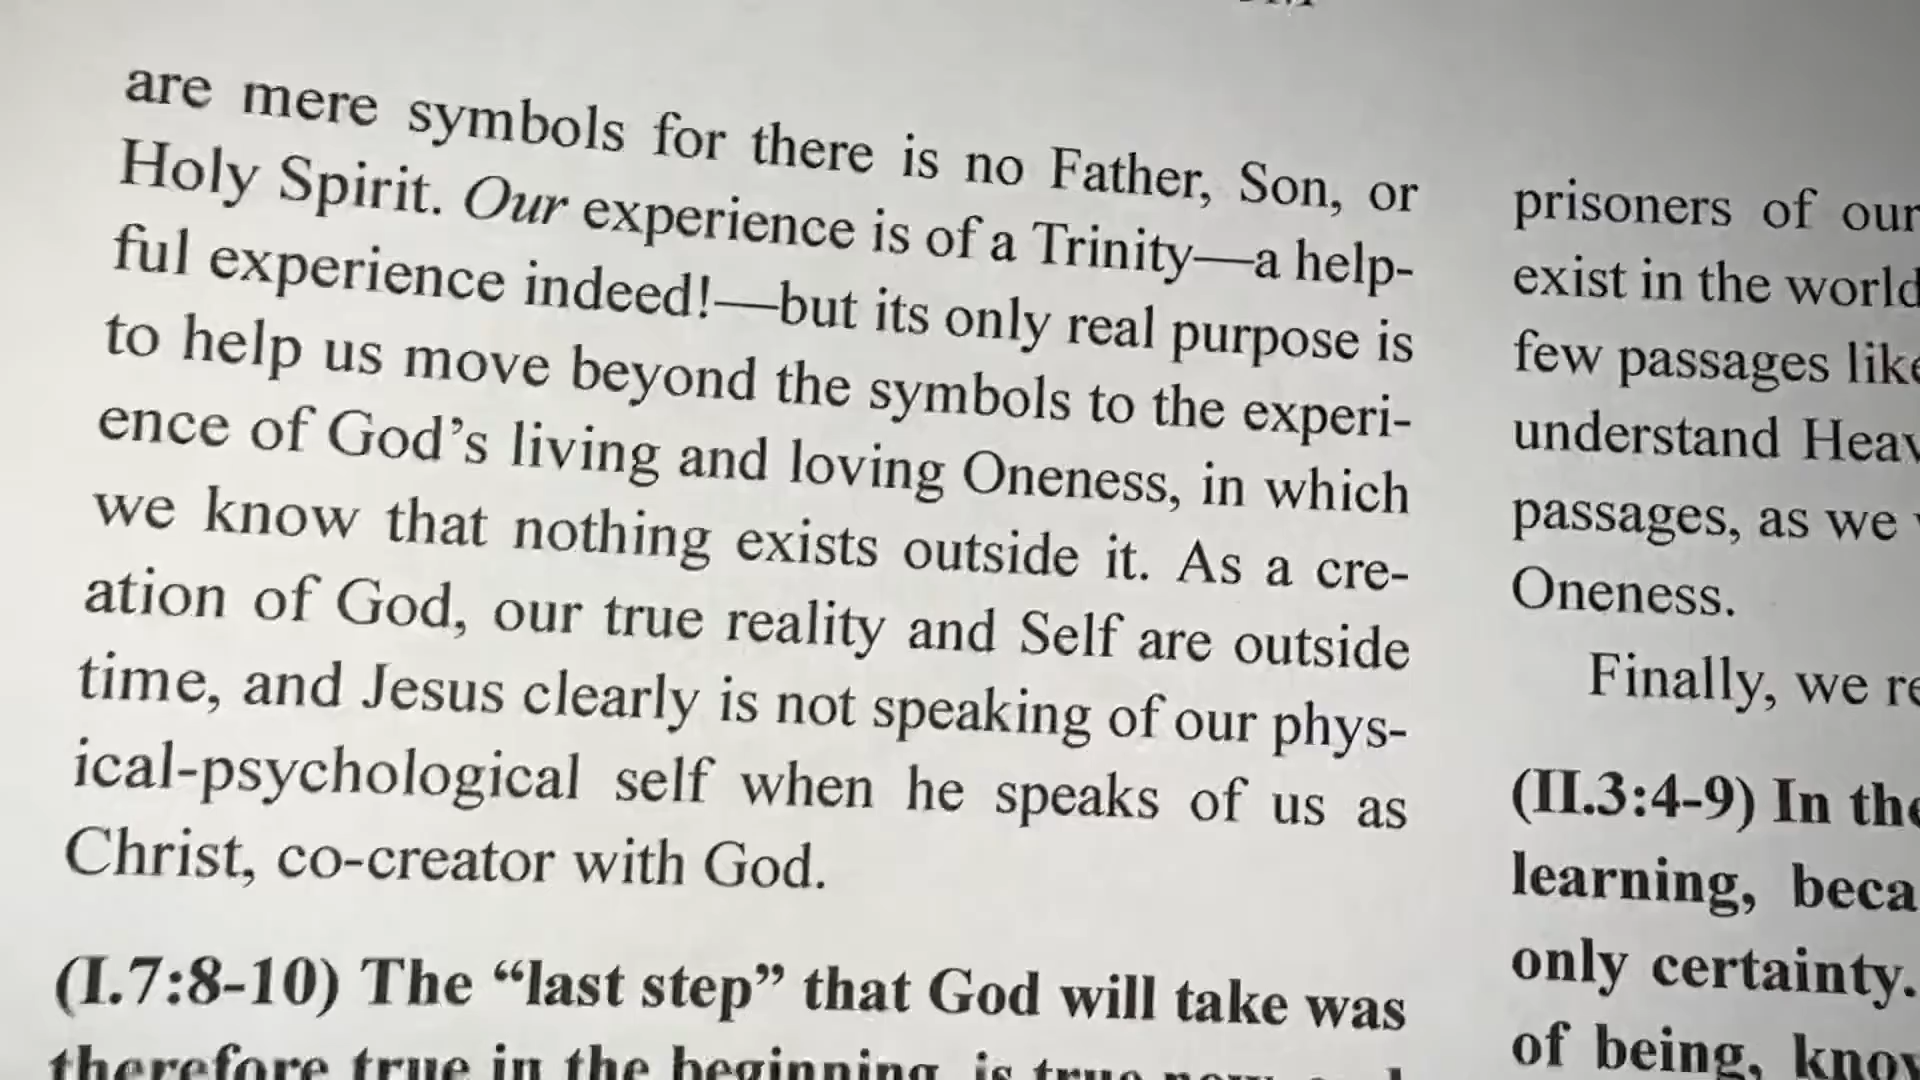 are mere symbols for there is no Father, Son, or
Holy Spirit. Our experience is of a Trinity—a help-
ful experience indeed!—but its only real purpose is
to help us move beyond the symbols to the experi-
ence of God’s living and loving Oneness, in which
we know that nothing exists outside it. As a cre-
ation of God, our true reality and Self are outside
time, and Jesus clearly is not speaking of our phys-
ical-psychological self when he speaks of us as
Christ, co-creator with God.
(I.7:8-10) The “last step” that God will take was
therefore true in the beginning, is true now
prisoners of our
exist in the world
few passages
understand
passages, as we
Oneness.
Finally, we
(II.3:4-9) In
learning,
only certainty.
of being,